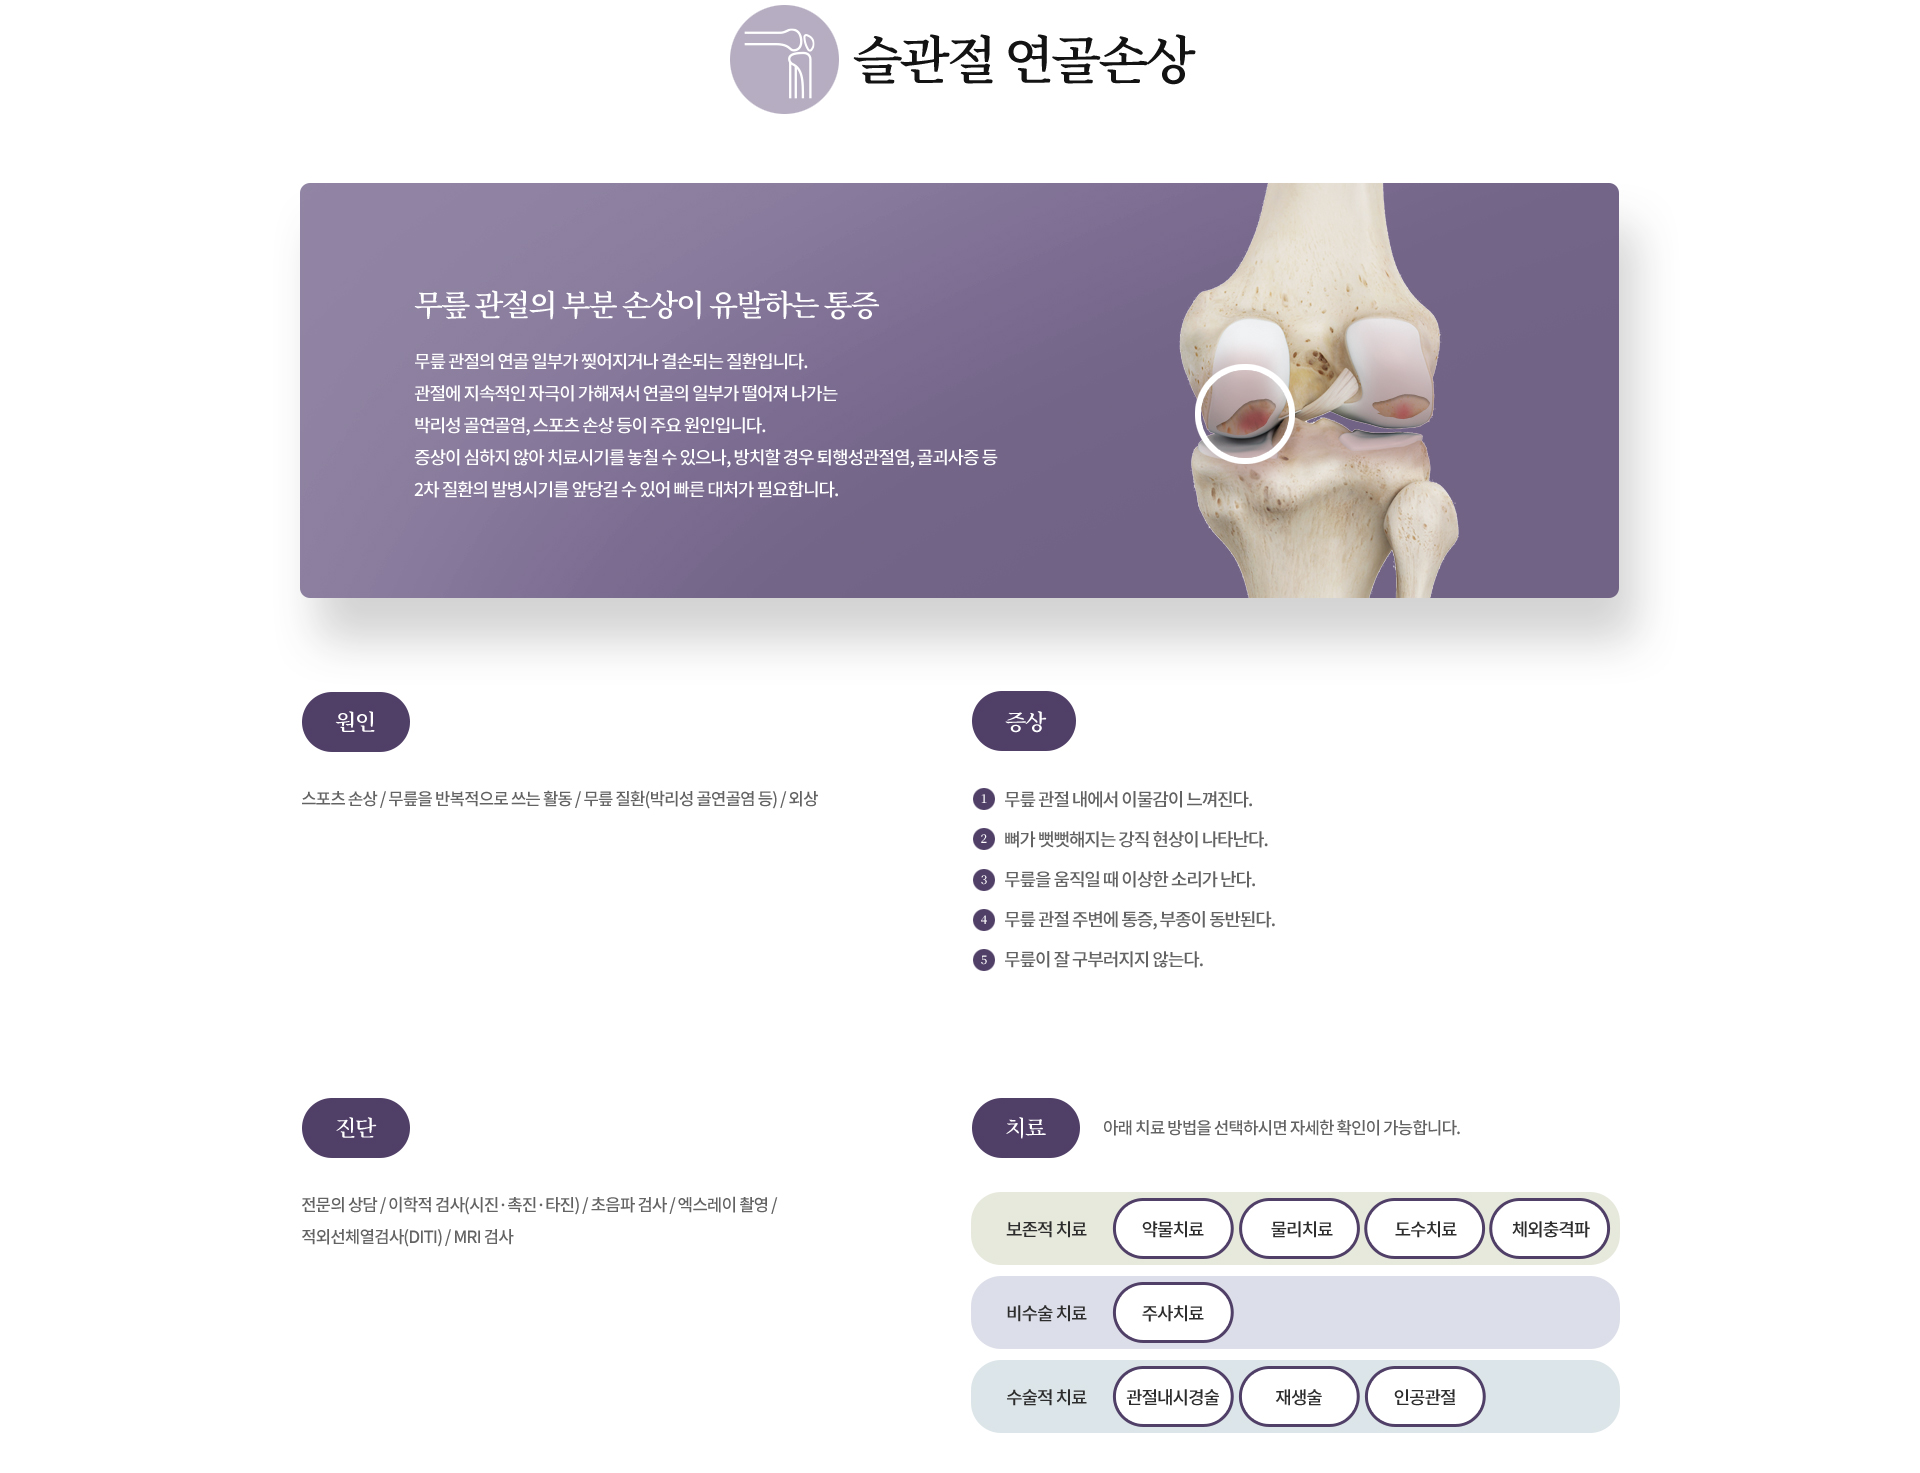 슬관절 연골손상
무릎 관절의 부분 손상이 유발하는 통증
무릎 관절의 연골 일부가 찢어지거나 결손되는 질환입니다.
관절에 지속적인 자극이 가해져서 연골의 일부가 떨어져 나가는
박리성 골연골염, 스포츠 손상 등이 주요 원인입니다.
증상이 심하지 않아 치료시기를 놓칠 수 있으나, 방치할 경우 퇴행성관절염, 골괴사증 등
2차 질환의 발병시기를 앞당길 수 있어 빠른 대처가 필요합니다.
원인
스포츠 손상 / 무릎을 반복적으로 쓰는 활동 / 무릎 질환(박리성 골연골염 등) / 외상
증상
1 무릎 관절 내에서 이물감이 느껴진다.
2 뼈가 뻣뻣해지는 강직 현상이 나타난다.
3 무릎을 움직일 때 이상한 소리가 난다.
4 무릎 관절 주변에 통증, 부종이 동반된다.
5 무릎이 잘 구부러지지 않는다.
진단
전문의 상담 / 이학적 검사(시진·촉진·타진) / 초음파 검사 / 엑스레이 촬영 /
적외선체열검사(DITI) / MRI 검사
치료 아래 치료 방법을 선택하시면 자세한 확인이 가능합니다.
보존적 치료 약물치료 물리치료 도수치료 체외충격파
비수술 치료 주사치료
수술적 치료 관절내시경술 재생술 인공관절